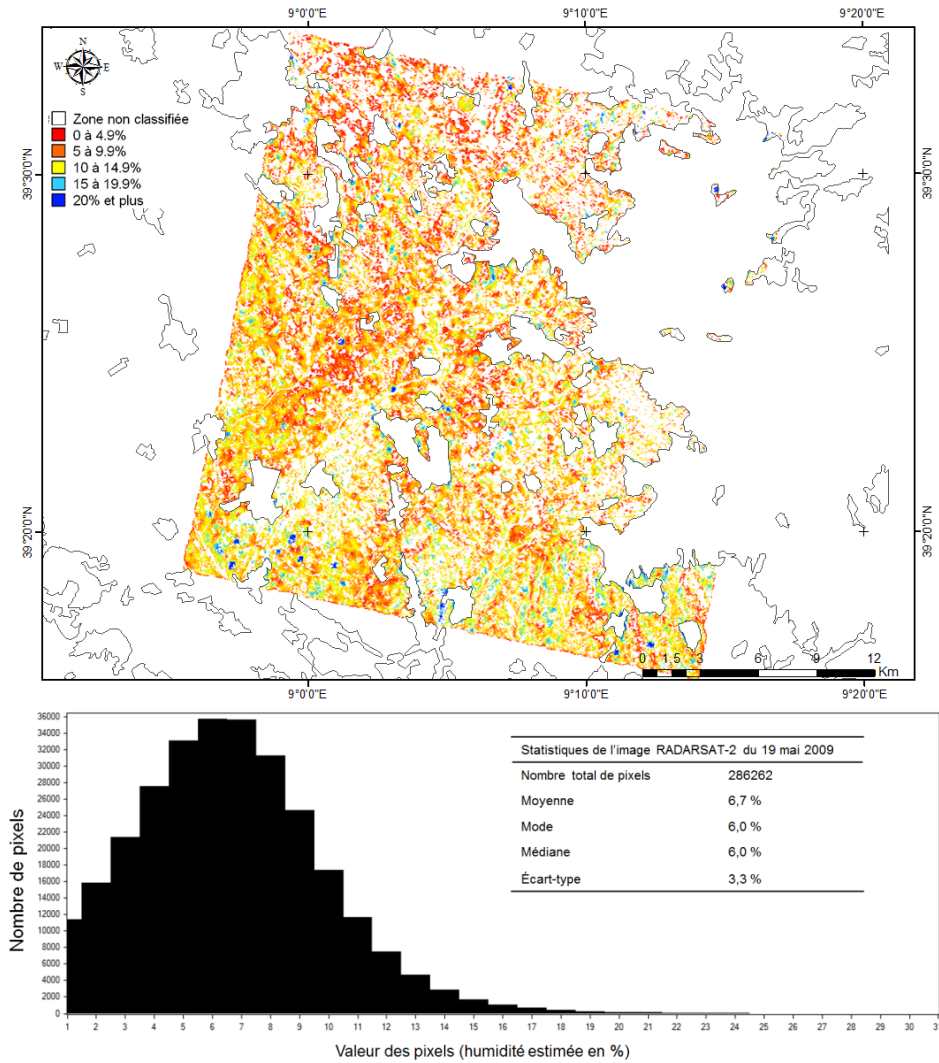 9°0'0"E 9°10'0"E 9°20'0"E
N
W E
S
Zone non classifiée
0 à 4.9%
5 à 9.9%
10 à 14.9%
15 à 19.9%
20% et plus
39°30'0"N 39°30'0"N
39°20'0"N 39°20'0"N
0 1.5 3 6 9 12
Km
9°0'0"E 9°10'0"E 9°20'0"E
36000
34000
32000
30000
28000
26000
24000
22000
20000
18000
16000
14000
12000
10000
8000
6000
4000
2000
0
Nombre de pixels
Statistiques de l'image RADARSAT-2 du 19 mai 2009
Nombre total de pixels 286262
Moyenne 6,7 %
Mode 6,0 %
Médiane 6,0 %
Écart-type 3,3 %
1 2 3 4 5 6 7 8 9 10 11 12 13 14 15 16 17 18 19 20 21 22 23 24 25 26 27 28 29 30 3
Valeur des pixels (humidité estimée en %)